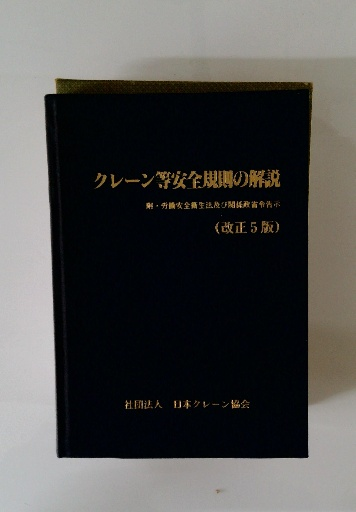 クレーン等安全規則の解説
附・労働安全衛生法及び関係政省令告示
(改正5版)
社団法人 日本クレーン協会